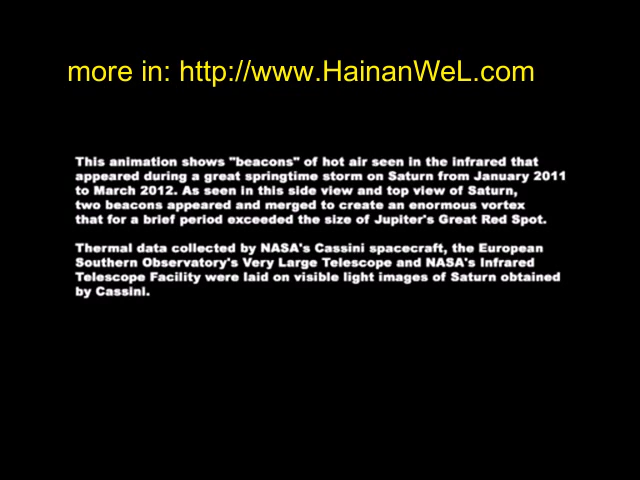 more in: http://www.HainanWeL.com
This animation shows "beacons" of hot air seen in the infrared that
appeared during a great springtime storm on Saturn from January 2011
to March 2012. As seen in this side view and top view of Saturn,
two beacons appeared and merged to create an enormous vortex
that for a brief period exceeded the size of Jupiter's Great Red Spot.
Thermal data collected by NASA's Cassini spacecraft, the European
Southern Observatory's Very Large Telescope and NASA's Infrared
Telescope Facility were laid on visible light images of Saturn obtained
by Cassini.